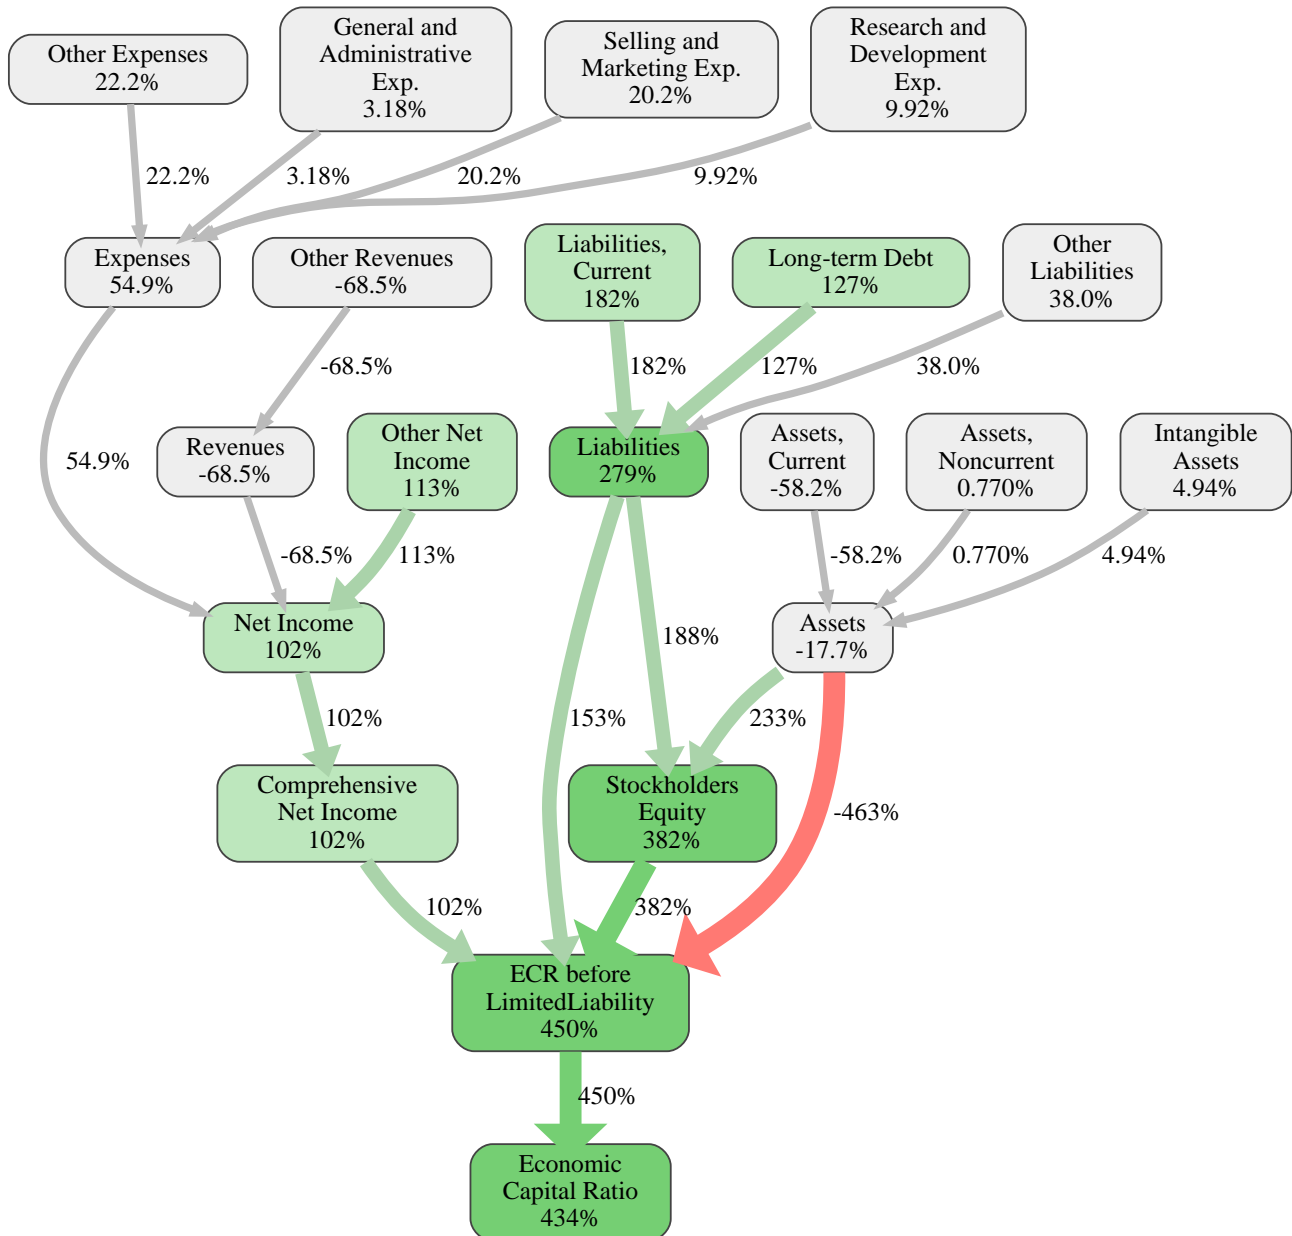 Other Expenses
22.2%
General and
Administrative
Exp.
3.18%
Selling and
Marketing Exp.
20.2%
Research and
Development
Exp.
9.92%
22.2%
3.18%
20.2%
9.92%
Expenses
54.9%
Other Revenues
-68.5%
Liabilities,
Current
182%
Long-term Debt
127%
Other
Liabilities
38.0%
-68.5%
182%
127%
38.0%
54.9%
Revenues
-68.5%
Other Net
Income
113%
Liabilities
279%
Assets,
Current
-58.2%
Assets,
Noncurrent
0.770%
Intangible
Assets
4.94%
-68.5%
113%
-58.2%
0.770%
4.94%
Net Income
102%
188%
Assets
-17.7%
102%
153%
233%
Comprehensive
Net Income
102%
Stockholders
Equity
382%
-463%
102%
382%
ECR before
LimitedLiability
450%
450%
Economic
Capital Ratio
434%